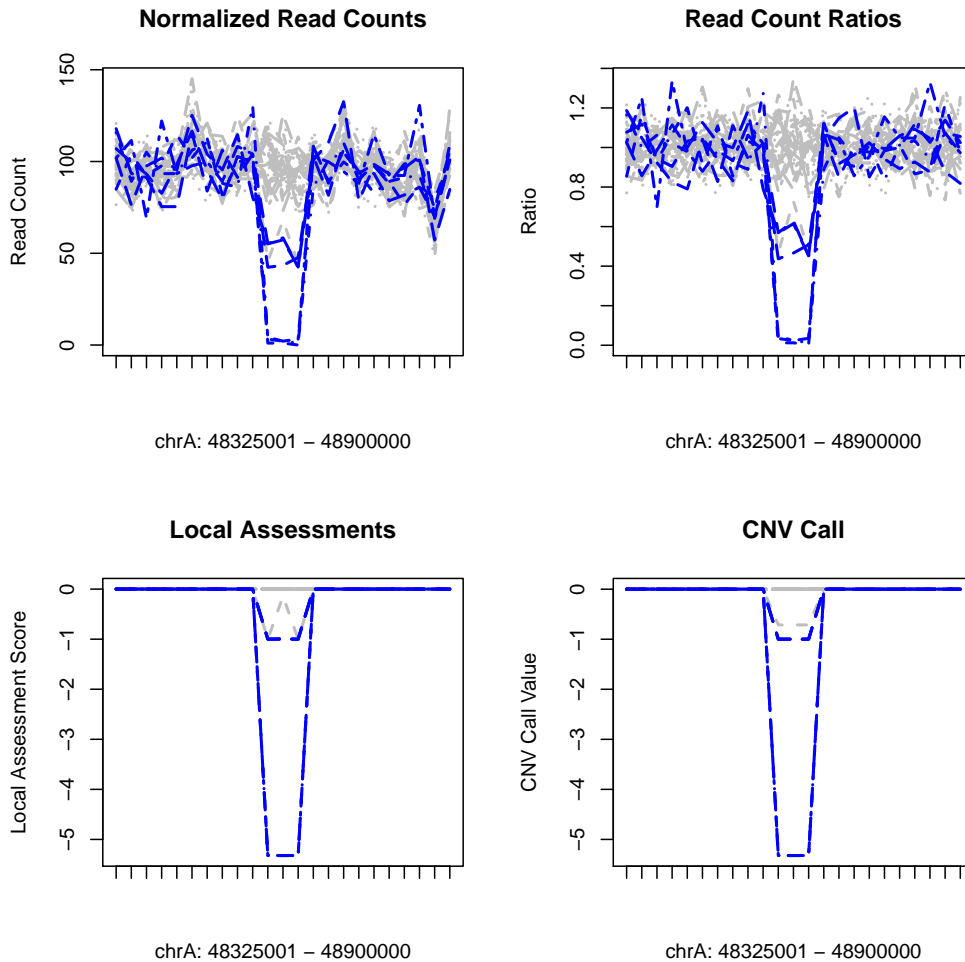 Normalized Read Counts
Read Count
0
50
100
150
chrA: 48325001 – 48900000
Read Count Ratios
Ratio
0.0
0.4
0.8
1.2
chrA: 48325001 – 48900000
Local Assessments
Local Assessment Score
−5
−4
−3
−2
−1
0
chrA: 48325001 – 48900000
CNV Call
CNV Call Value
−5
−4
−3
−2
−1
0
chrA: 48325001 – 48900000